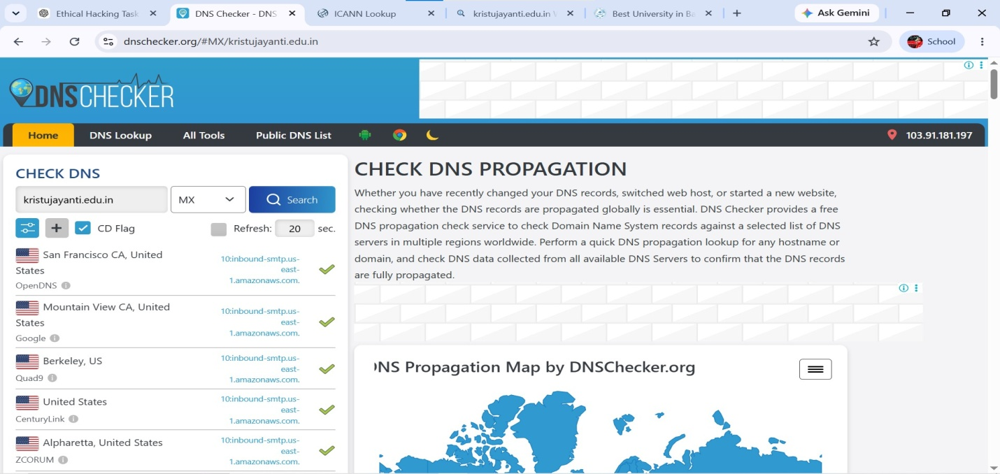 Ethical Hacking Task
DNS Checker - DNS
ICANN Lookup
kristujayanti.edu.in
Best University in Ba
Ask Gemini
dnschecker.org/#MX/kristujayanti.edu.in
School
DNSCHECKER
Home
DNS Lookup
All Tools
Public DNS List
103.91.181.197
CHECK DNS
kristujayanti.edu.in
MX
Search
CD Flag
Refresh: 20 sec.
San Francisco CA, United
States
OpenDNS
10:inbound-smtp.us-
east-
1.amazonaws.com.
Mountain View CA, United
States
Google
10:inbound-smtp.us-
east-
1.amazonaws.com.
Berkeley, US
Quad9
10:inbound-smtp.us-
east-
1.amazonaws.com.
United States
CenturyLink
10:inbound-smtp.us-
east-
1.amazonaws.com.
Alpharetta, United States
ZCORUM
10:inbound-smtp.us-
east-
1.amazonaws.com.
CHECK DNS PROPAGATION
Whether you have recently changed your DNS records, switched web host, or started a new website,
checking whether the DNS records are propagated globally is essential. DNS Checker provides a free
DNS propagation check service to check Domain Name System records against a selected list of DNS
servers in multiple regions worldwide. Perform a quick DNS propagation lookup for any hostname or
domain, and check DNS data collected from all available DNS Servers to confirm that the DNS records
are fully propagated.
DNS Propagation Map by DNSChecker.org